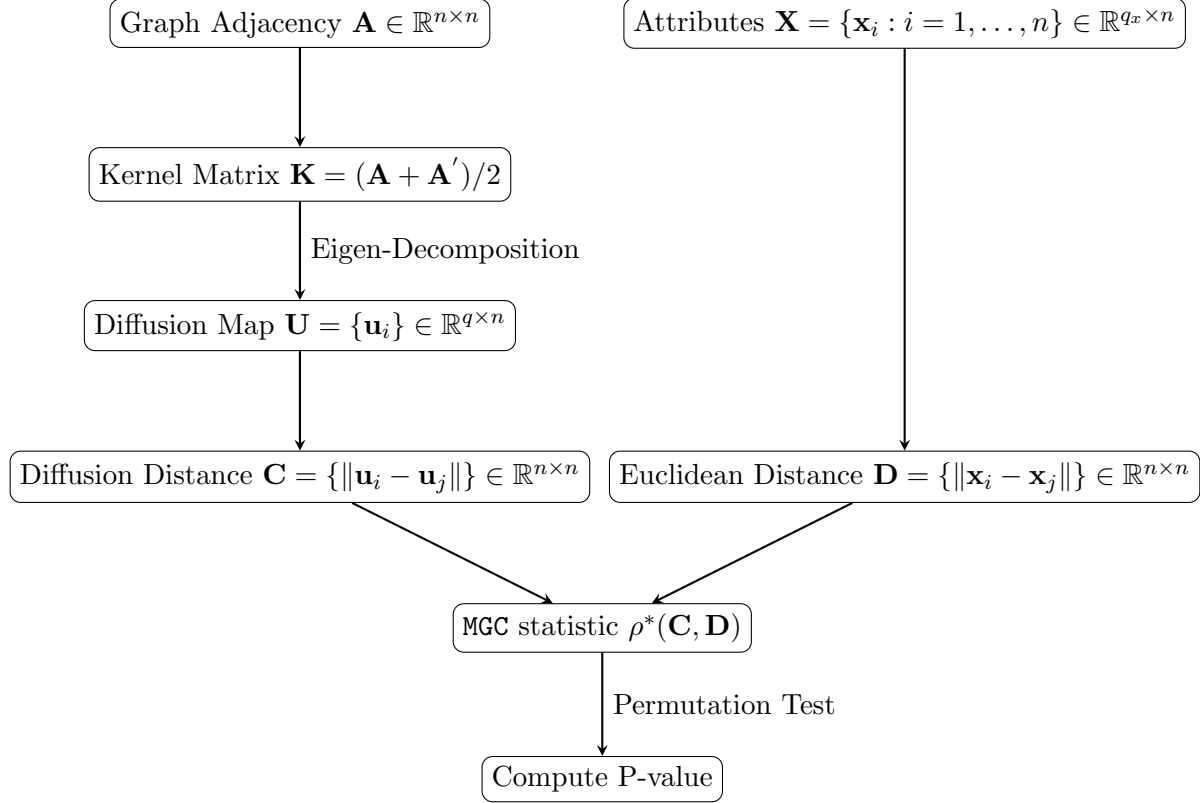 Graph Adjacency A ∈ ℝ^{n×n}
Attributes X = {x_i : i = 1, . . . , n} ∈ ℝ^{q_x×n}
Kernel Matrix K = (A + A')/2
Eigen-Decomposition
Diffusion Map U = {u_i} ∈ ℝ^{q×n}
Diffusion Distance C = {‖u_i − u_j‖} ∈ ℝ^{n×n}
Euclidean Distance D = {‖x_i − x_j‖} ∈ ℝ^{n×n}
MGC statistic ρ*(C, D)
Permutation Test
Compute P-value